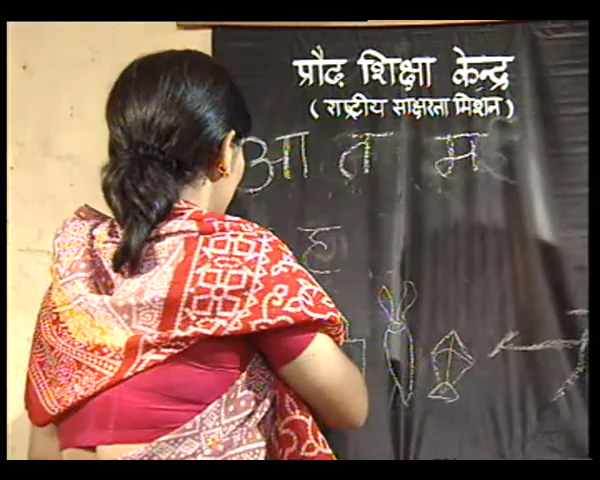 प्रौढ शिक्षा केन्द्र
( राष्ट्रीय साक्षरता मिशन )
आ त म
ह